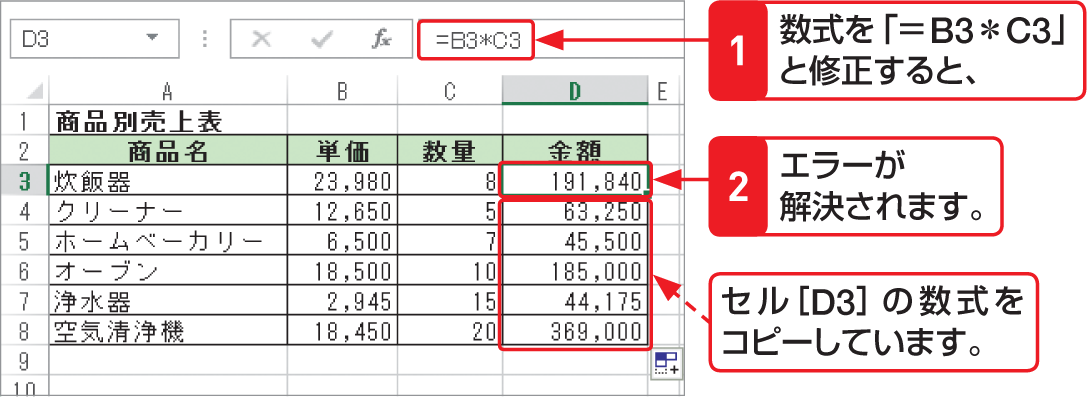 D3 fx =B3*C3
1 数式を「＝B3＊C3」
と修正すると、
A B C D E
1 商品別売上表
2 商品名 単価 数量 金額
3 炊飯器 23,980 8 191,840
4 クリーナー 12,650 5 63,250
5 ホームベーカリー 6,500 7 45,500
6 オーブン 18,500 10 185,000
7 浄水器 2,945 15 44,175
8 空気清浄機 18,450 20 369,000
9
10
2 エラーが
解決されます。
セル［D3］の数式を
コピーしています。